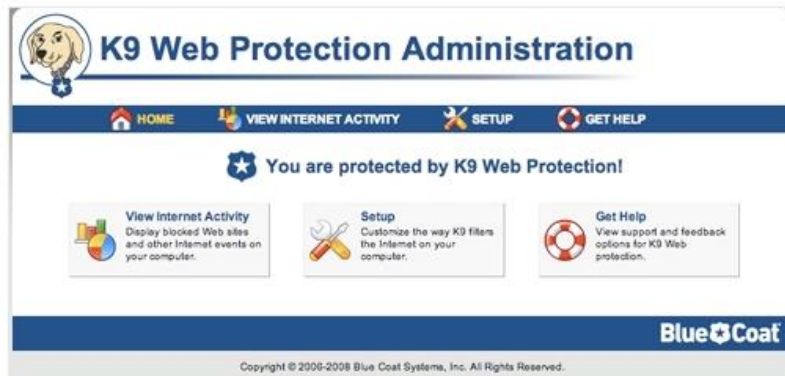 K9 Web Protection Administration
HOME
VIEW INTERNET ACTIVITY
SETUP
GET HELP
You are protected by K9 Web Protection!
View Internet Activity
Display blocked Web sites
and other Internet events on
your computer.
Setup
Customize the way K9 filters
the Internet on your
computer.
Get Help
View support and feedback
options for K9 Web
protection.
Blue Coat
Copyright © 2006-2008 Blue Coat Systems, Inc. All Rights Reserved.